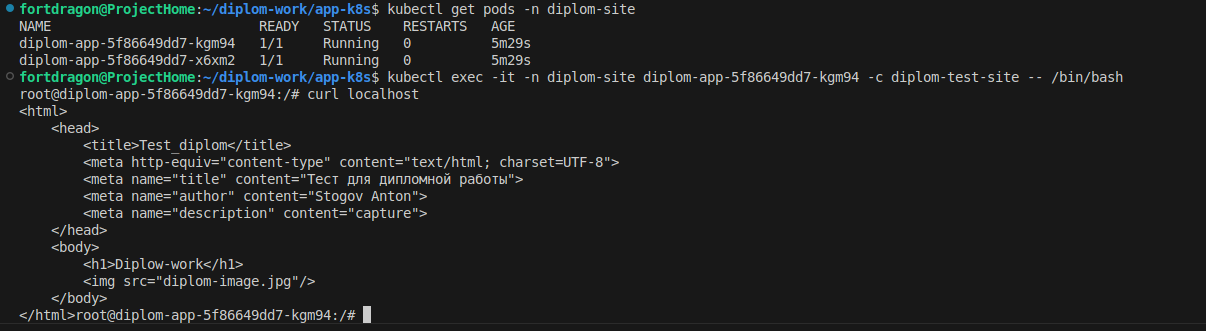 fortdragon@ProjectHome:~/diplom-work/app-k8s$ kubectl get pods -n diplom-site
NAME                          READY   STATUS    RESTARTS   AGE
diplom-app-5f86649dd7-kgm94   1/1     Running   0          5m29s
diplom-app-5f86649dd7-x6xm2   1/1     Running   0          5m29s
fortdragon@ProjectHome:~/diplom-work/app-k8s$ kubectl exec -it -n diplom-site diplom-app-5f86649dd7-kgm94 -c diplom-test-site -- /bin/bash
root@diplom-app-5f86649dd7-kgm94:/# curl localhost
<html>
    <head>
        <title>Test_diplom</title>
        <meta http-equiv="content-type" content="text/html; charset=UTF-8">
        <meta name="title" content="Тест для дипломной работы">
        <meta name="author" content="Stogov Anton">
        <meta name="description" content="capture">
    </head>
    <body>
        <h1>Diplow-work</h1>
        <img src="diplom-image.jpg"/>
    </body>
</html>root@diplom-app-5f86649dd7-kgm94:/#